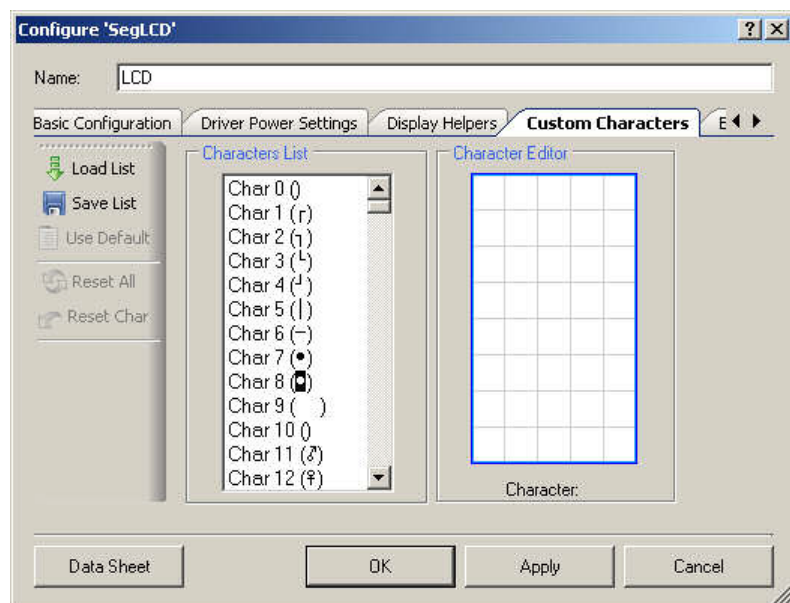 Configure 'SegLCD'
Name: LCD
Basic Configuration Driver Power Settings Display Helpers Custom Characters E
Load List
Save List
Use Default
Reset All
Reset Char
Characters List
Char 0 ()
Char 1 (┌)
Char 2 (┐)
Char 3 (└)
Char 4 (┘)
Char 5 (│)
Char 6 (─)
Char 7 (•)
Char 8 (◘)
Char 9 ( )
Char 10 ()
Char 11 (♂)
Char 12 (♀)
Character Editor
Character:
Data Sheet OK Apply Cancel